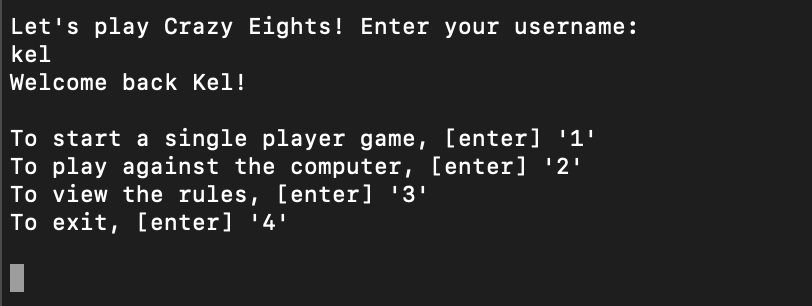 Let's play Crazy Eights! Enter your username:
kel
Welcome back Kel!
To start a single player game, [enter] '1'
To play against the computer, [enter] '2'
To view the rules, [enter] '3'
To exit, [enter] '4'